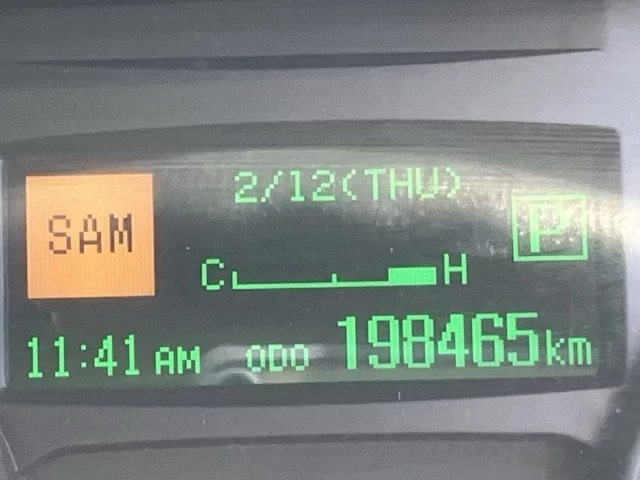 2/12(THU)
SAM
P
C H
11:41 AM ODO 198465km